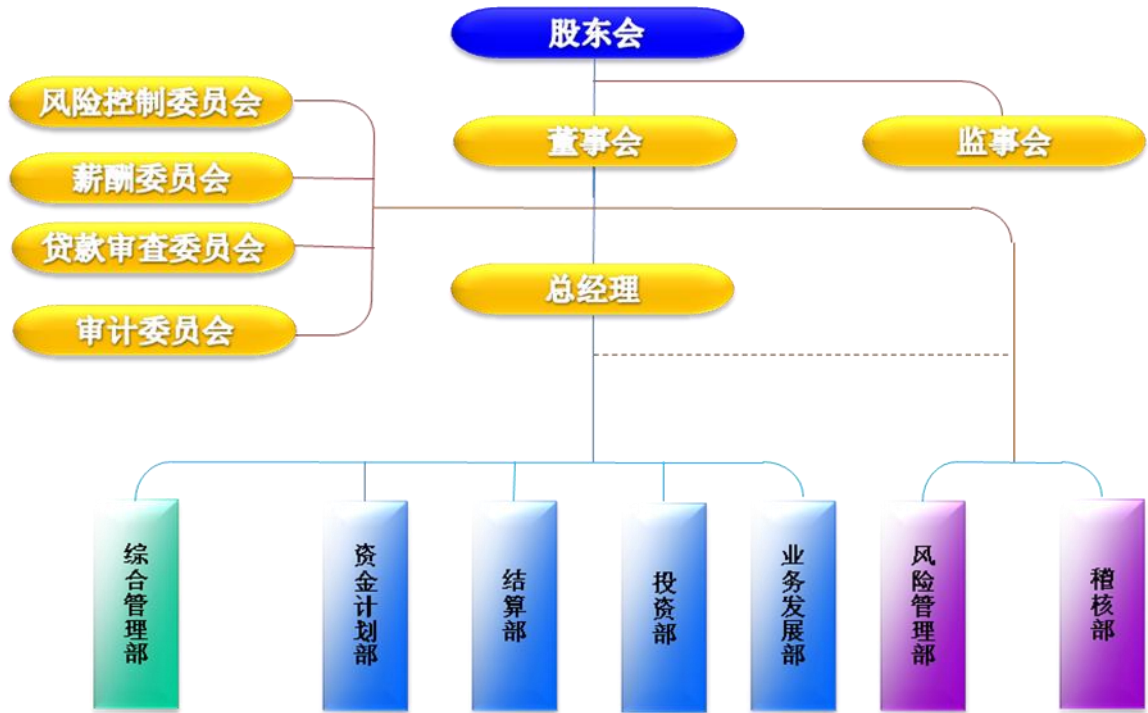 股东会
风险控制委员会
董事会
监事会
薪酬委员会
贷款审查委员会
总经理
审计委员会
综合管理部
资金计划部
结算部
投资部
业务发展部
风险管理部
稽核部